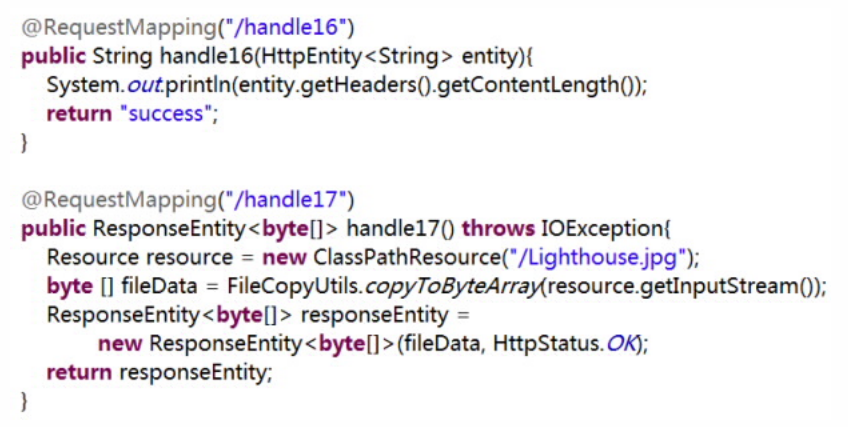 @RequestMapping("/handle16")
public String handle16(HttpEntity<String> entity){
System.out.println(entity.getHeaders().getContentLength());
return "success";
}
@RequestMapping("/handle17")
public ResponseEntity<byte[]> handle17() throws IOException{
Resource resource = new ClassPathResource("/Lighthouse.jpg");
byte [] fileData = FileCopyUtils.copyToByteArray(resource.getInputStream());
ResponseEntity<byte[]> responseEntity =
new ResponseEntity<byte[]>(fileData, HttpStatus.OK);
return responseEntity;
}